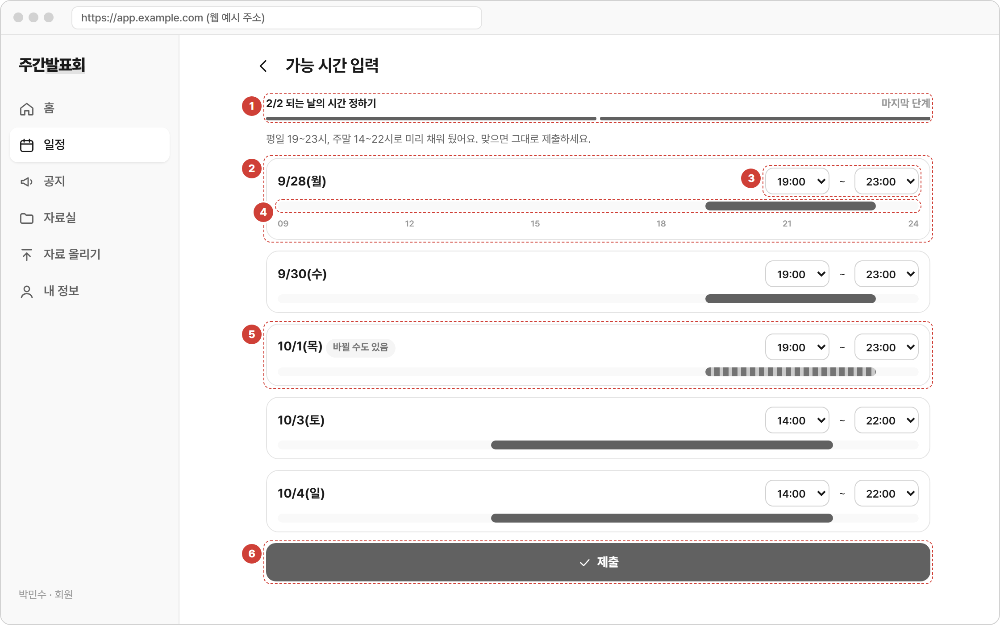 https://app.example.com (웹 예시 주소)
주간발표회
홈
일정
공지
자료실
자료 올리기
내 정보
박민수 · 회원
가능 시간 입력
1
2/2 되는 날의 시간 정하기
마지막 단계
평일 19~23시, 주말 14~22시로 미리 채워 뒀어요. 맞으면 그대로 제출하세요.
2
9/28(월)
3
19:00 ~ 23:00
4
09 12 15 18 21 24
9/30(수)
19:00 ~ 23:00
5
10/1(목) 바뀔 수도 있음
19:00 ~ 23:00
10/3(토)
14:00 ~ 22:00
10/4(일)
14:00 ~ 22:00
6
제출